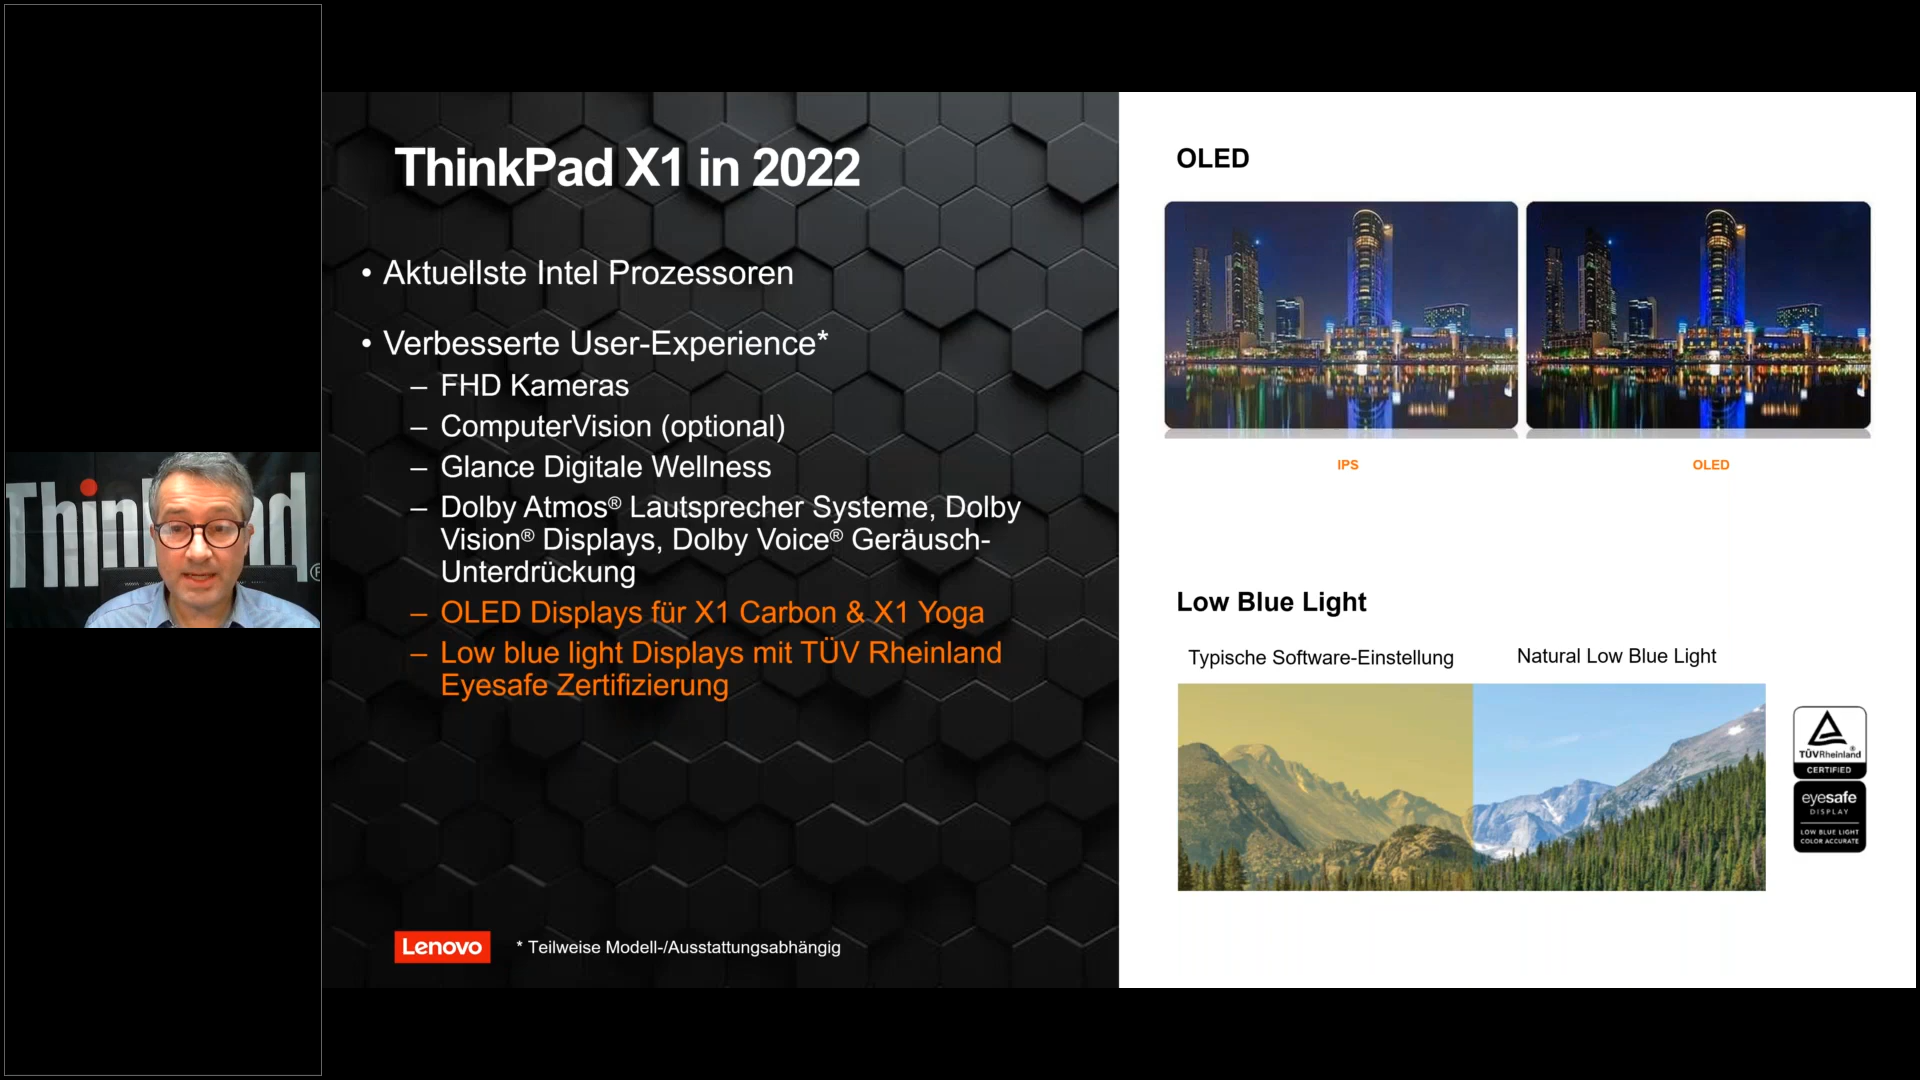 ThinkPad X1 in 2022
• Aktuellste Intel Prozessoren
• Verbesserte User-Experience*
– FHD Kameras
– ComputerVision (optional)
– Glance Digitale Wellness
– Dolby Atmos® Lautsprecher Systeme, Dolby
Vision® Displays, Dolby Voice® Geräusch-
Unterdrückung
– OLED Displays für X1 Carbon & X1 Yoga
– Low blue light Displays mit TÜV Rheinland
Eyesafe Zertifizierung
Lenovo
* Teilweise Modell-/Ausstattungsabhängig
OLED
IPS
OLED
Low Blue Light
Typische Software-Einstellung
Natural Low Blue Light
TÜVRheinland®
CERTIFIED
eyesafe
DISPLAY
LOW BLUE LIGHT
COLOR ACCURATE